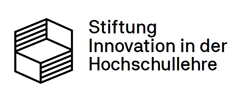 Stiftung
Innovation in der
Hochschullehre